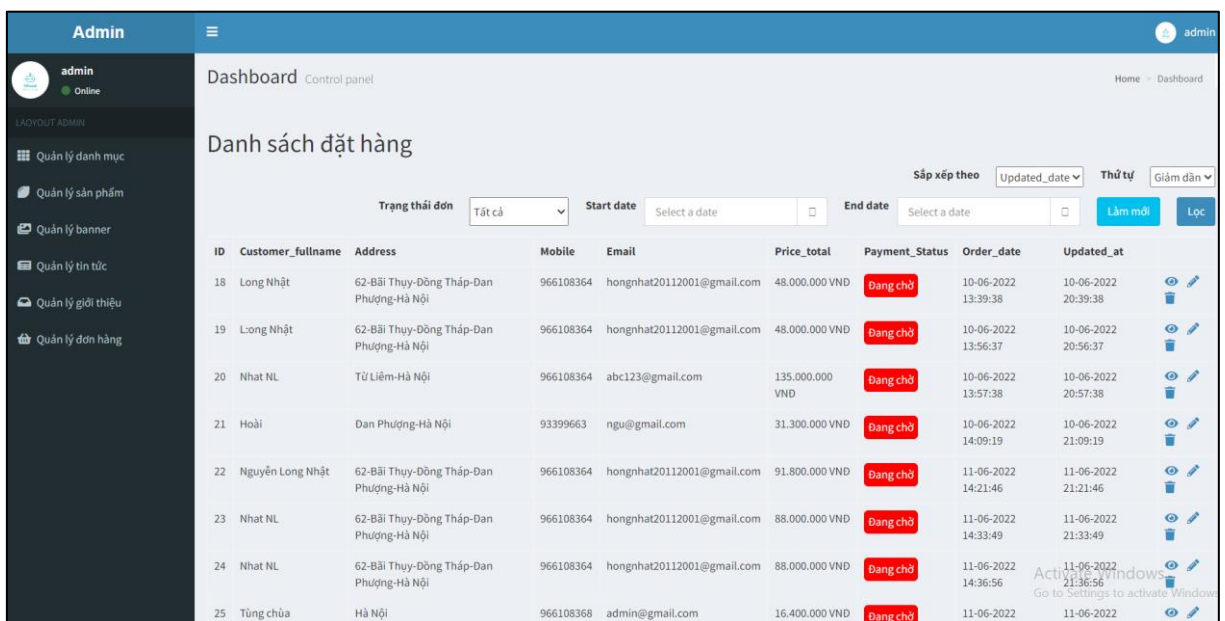 Admin
admin
admin
Online
Dashboard Control panel
Home > Dashboard
LAOYOUT ADMIN
Quản lý danh mục
Quản lý sản phẩm
Quản lý banner
Quản lý tin tức
Quản lý giới thiệu
Quản lý đơn hàng
Danh sách đặt hàng
Sắp xếp theo Updated_date Thứ tự Giảm dần
Trạng thái đơn Tất cả Start date Select a date End date Select a date Làm mới Lọc
ID Customer_fullname Address Mobile Email Price_total Payment_Status Order_date Updated_at
18 Long Nhật 62-Bãi Thụy-Đồng Tháp-Đan 966108364 hongnhat20112001@gmail.com 48.000.000 VNĐ Đang chờ 10-06-2022 10-06-2022
Phượng-Hà Nội 13:39:38 20:39:38
19 L:ong Nhật 62-Bãi Thụy-Đồng Tháp-Đan 966108364 hongnhat20112001@gmail.com 48.000.000 VNĐ Đang chờ 10-06-2022 10-06-2022
Phượng-Hà Nội 13:56:37 20:56:37
20 Nhat NL Từ Liêm-Hà Nội 966108364 abc123@gmail.com 135.000.000 Đang chờ 10-06-2022 10-06-2022
VNĐ 13:57:38 20:57:38
21 Hoài Đan Phượng-Hà Nội 93399663 ngu@gmail.com 31.300.000 VNĐ Đang chờ 10-06-2022 10-06-2022
14:09:19 21:09:19
22 Nguyễn Long Nhật 62-Bãi Thụy-Đồng Tháp-Đan 966108364 hongnhat20112001@gmail.com 91.800.000 VNĐ Đang chờ 11-06-2022 11-06-2022
Phượng-Hà Nội 14:21:46 21:21:46
23 Nhat NL 62-Bãi Thụy-Đồng Tháp-Đan 966108364 hongnhat20112001@gmail.com 88.000.000 VNĐ Đang chờ 11-06-2022 11-06-2022
Phượng-Hà Nội 14:33:49 21:33:49
24 Nhat NL 62-Bãi Thụy-Đồng Tháp-Đan 966108364 hongnhat20112001@gmail.com 88.000.000 VNĐ Đang chờ 11-06-2022 11-06-2022
Phượng-Hà Nội 14:36:56 21:36:56
Activate Windows
Go to Settings to activate Windows
25 Tùng chùa Hà Nội 966108368 admin@gmail.com 16.400.000 VNĐ Đang chờ 11-06-2022 11-06-2022